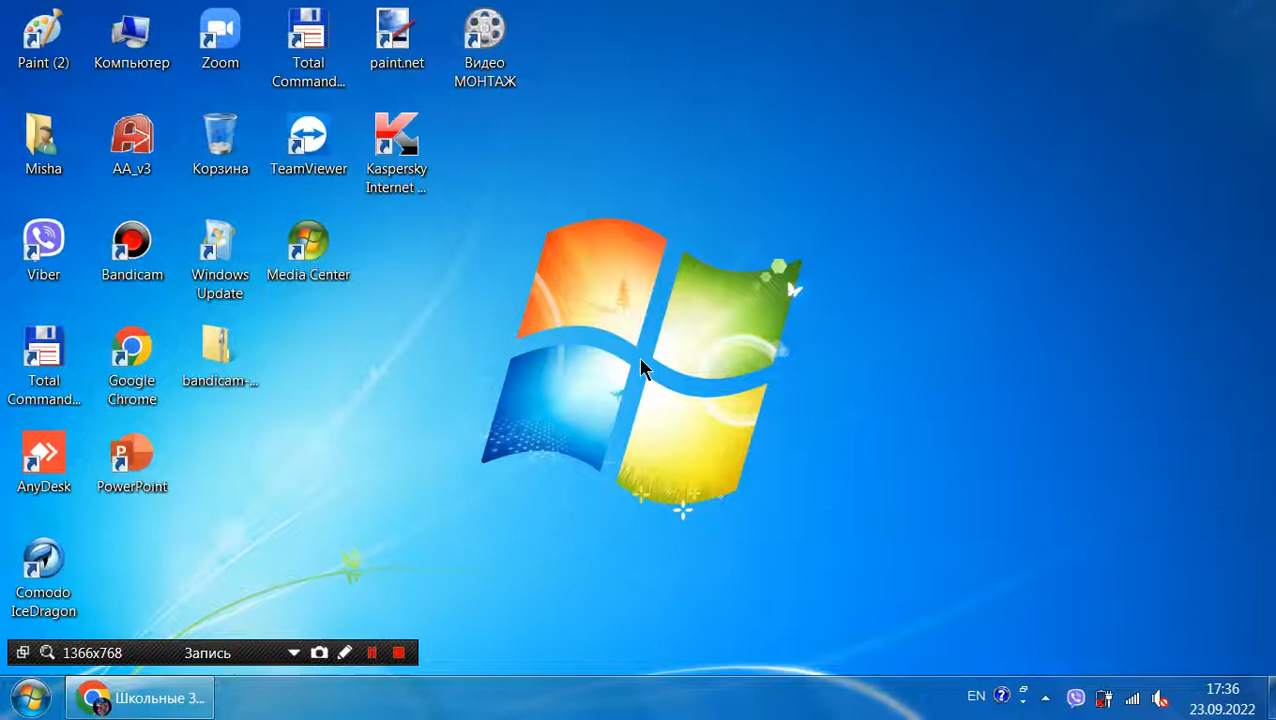 Paint (2)
Компьютер
Zoom
Total
Command...
paint.net
Видео
МОНТАЖ
Misha
AA_v3
Корзина
TeamViewer
Kaspersky
Internet ...
Viber
Bandicam
Windows
Update
Media Center
Total
Command...
Google
Chrome
bandicam-...
AnyDesk
PowerPoint
Comodo
IceDragon
1366x768
Запись
Школьные З...
EN
17:36
23.09.2022